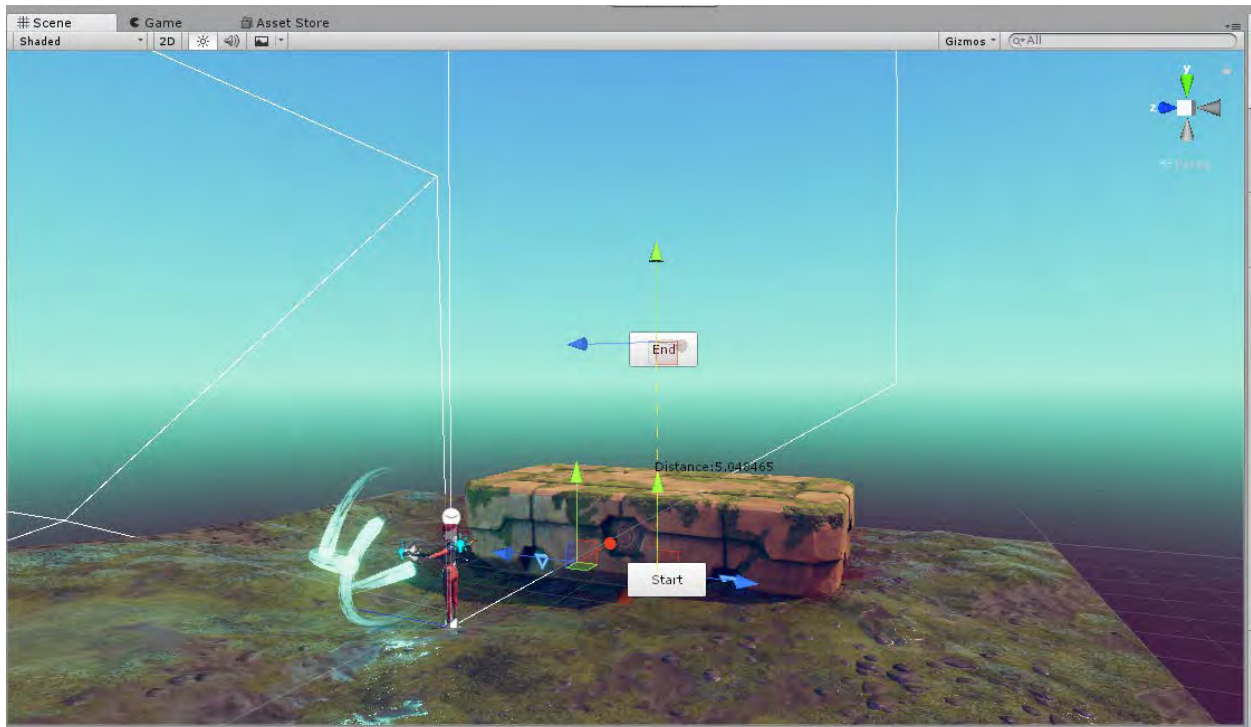 Scene Game Asset Store
Shaded 2D Gizmos All
y
z
End
Distance:5.048465
Start